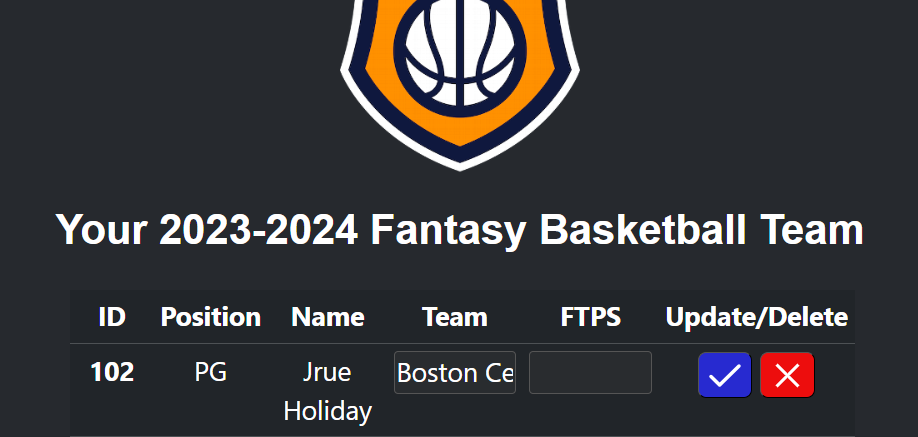 Your 2023-2024 Fantasy Basketball Team
ID Position Name Team FTPS Update/Delete
102 PG Jrue Holiday Boston Ce